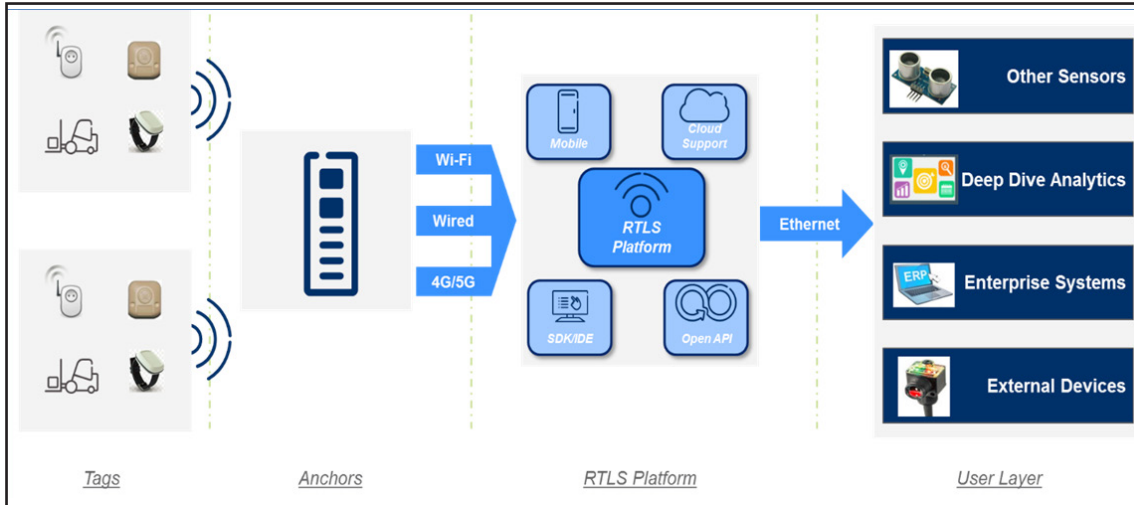 Other Sensors
Deep Dive Analytics
ERP
Enterprise Systems
External Devices
Wi-Fi
Wired
4G/5G
Mobile
Cloud
Support
RTLS
Platform
SDK/IDE
Open API
Ethernet
Tags
Anchors
RTLS Platform
User Layer